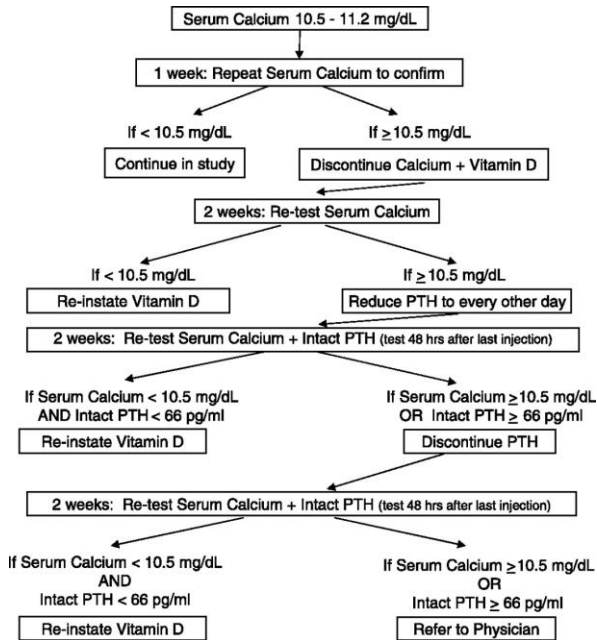 Serum Calcium 10.5 - 11.2 mg/dL
1 week: Repeat Serum Calcium to confirm
If < 10.5 mg/dL
If ≥ 10.5 mg/dL
Continue in study
Discontinue Calcium + Vitamin D
2 weeks: Re-test Serum Calcium
If < 10.5 mg/dL
If ≥ 10.5 mg/dL
Re-instate Vitamin D
Reduce PTH to every other day
2 weeks: Re-test Serum Calcium + Intact PTH (test 48 hrs after last injection)
If Serum Calcium < 10.5 mg/dL
AND Intact PTH < 66 pg/ml
If Serum Calcium ≥10.5 mg/dL
OR Intact PTH ≥ 66 pg/ml
Re-instate Vitamin D
Discontinue PTH
2 weeks: Re-test Serum Calcium + Intact PTH (test 48 hrs after last injection)
If Serum Calcium < 10.5 mg/dL
AND
Intact PTH < 66 pg/ml
If Serum Calcium ≥10.5 mg/dL
OR
Intact PTH ≥ 66 pg/ml
Re-instate Vitamin D
Refer to Physician